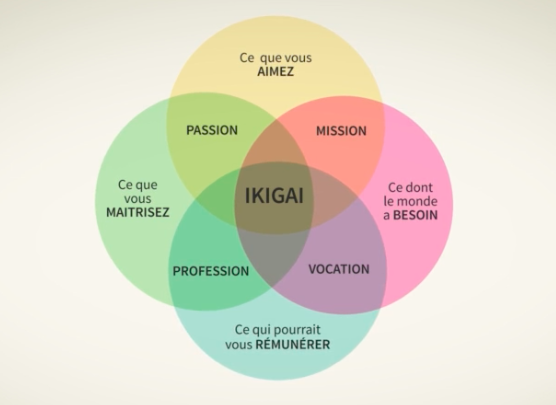 Ce que vous
AIMEZ
PASSION
MISSION
Ce que
vous
MAITRISEZ
IKIGAI
Ce dont
le monde
a BESOIN
PROFESSION
VOCATION
Ce qui pourrait
vous RÉMUNÉRER